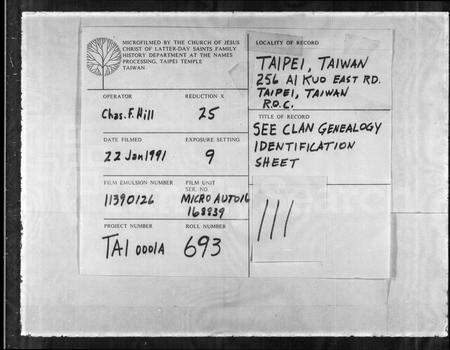 MICROFILMED BY THE CHURCH OF JESUS
CHRIST OF LATTER-DAY SAINTS FAMILY
HISTORY DEPARTMENT AT THE NAMES
PROCESSING, TAIPEI TEMPLE
TAIWAN
OPERATOR
Chas. F. Hill
REDUCTION X
25
DATE FILMED
22 Jan 1991
EXPOSURE SETTING
9
FILM EMULSION NUMBER
11390126
FILM UNIT
SER. NO.
MICRO AUTO16
168839
PROJECT NUMBER
TAI 0001A
ROLL NUMBER
693
LOCALITY OF RECORD
TAIPEI, TAIWAN
256 AI KUO EAST RD.
TAIPEI, TAIWAN
R.O.C.
TITLE OF RECORD
SEE CLAN GENEALOGY
IDENTIFICATION
SHEET
111